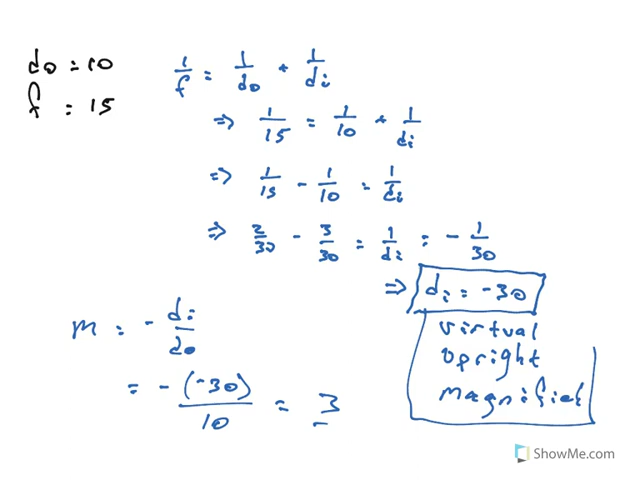 do = 10
f = 15
1/f = 1/do + 1/di
⇒ 1/15 = 1/10 + 1/di
⇒ 1/15 - 1/10 = 1/di
⇒ 2/30 - 3/30 = 1/di = - 1/30
⇒ di = -30
virtual
upright
magnified
m = - di/do
= - (-30)/10 = 3
ShowMe.com